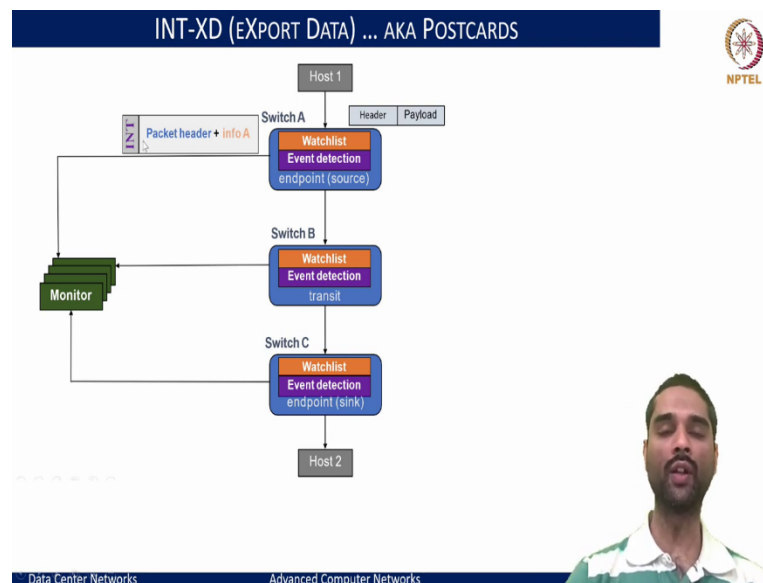 INT-XD (EXPORT DATA) ... AKA POSTCARDS
NPTEL
Host 1
Switch A
Header Payload
INT
Packet header + info A
Watchlist
Event detection
endpoint (source)
Switch B
Watchlist
Event detection
transit
Monitor
Switch C
Watchlist
Event detection
endpoint (sink)
Host 2
Data Center Networks
Advanced Computer Networks